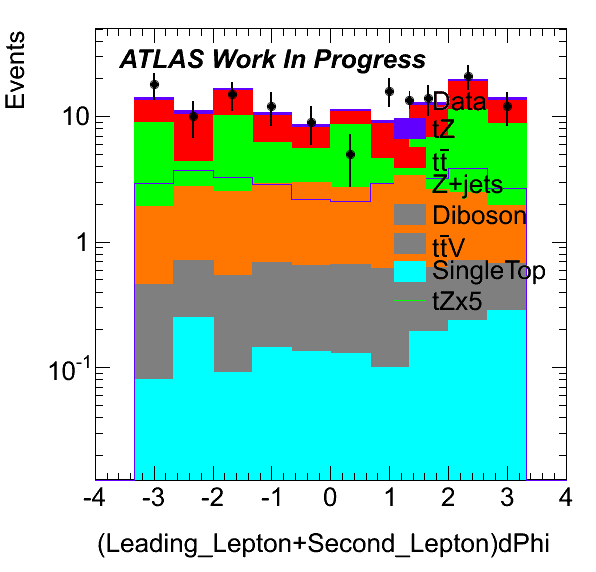 Events
ATLAS Work In Progress
10
1
10-1
Data
tZ
tt̄
Z+jets
Diboson
tt̄V
SingleTop
tZx5
-4 -3 -2 -1 0 1 2 3 4
(Leading_Lepton+Second_Lepton)dPhi